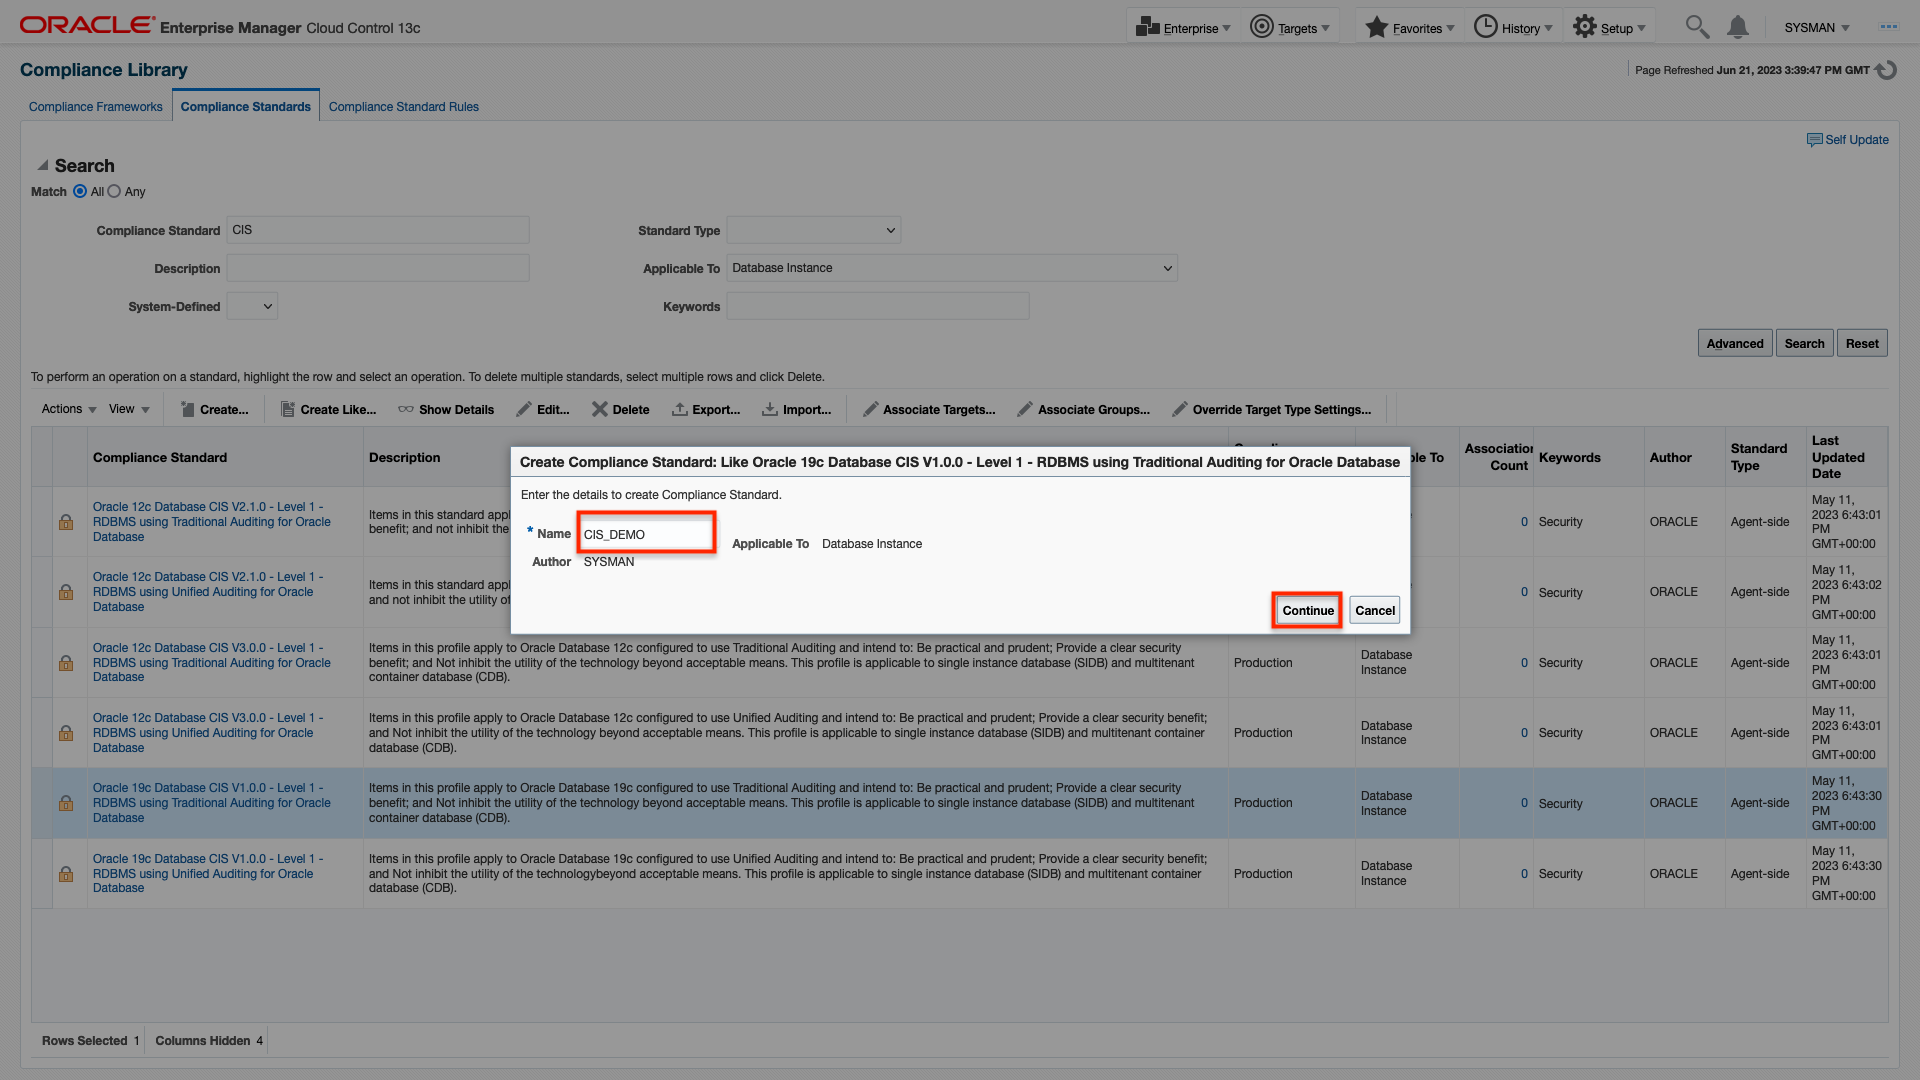 ORACLE Enterprise Manager Cloud Control 13c
Enterprise Targets Favorites History Setup SYSMAN
Compliance Library
Page Refreshed Jun 21, 2023 3:39:47 PM GMT
Compliance Frameworks Compliance Standards Compliance Standard Rules
Self Update
Search
Match All Any
Compliance Standard CIS Standard Type
Description Applicable To Database Instance
System-Defined Keywords
Advanced Search Reset
To perform an operation on a standard, highlight the row and select an operation. To delete multiple standards, select multiple rows and click Delete.
Actions View Create... Create Like... Show Details Edit... Delete Export... Import... Associate Targets... Associate Groups... Override Target Type Settings...
Compliance Standard Description ble To Association Count Keywords Author Standard Type Last Updated Date
Create Compliance Standard: Like Oracle 19c Database CIS V1.0.0 - Level 1 - RDBMS using Traditional Auditing for Oracle Database
Enter the details to create Compliance Standard.
* Name CIS_DEMO Applicable To Database Instance
Author SYSMAN
Continue Cancel
Oracle 12c Database CIS V2.1.0 - Level 1 -
RDBMS using Traditional Auditing for Oracle
Database
Items in this standard appl
benefit; and not inhibit the
0 Security ORACLE Agent-side
May 11,
2023 6:43:01
PM
GMT+00:00
Oracle 12c Database CIS V2.1.0 - Level 1 -
RDBMS using Unified Auditing for Oracle
Database
Items in this standard appl
and not inhibit the utility of
0 Security ORACLE Agent-side
May 11,
2023 6:43:02
PM
GMT+00:00
Oracle 12c Database CIS V3.0.0 - Level 1 -
RDBMS using Traditional Auditing for Oracle
Database
Items in this profile apply to Oracle Database 12c configured to use Traditional Auditing and intend to: Be practical and prudent; Provide a clear security
benefit; and Not inhibit the utility of the technology beyond acceptable means. This profile is applicable to single instance database (SIDB) and multitenant
container database (CDB).
Production Database Instance 0 Security ORACLE Agent-side
May 11,
2023 6:43:01
PM
GMT+00:00
Oracle 12c Database CIS V3.0.0 - Level 1 -
RDBMS using Unified Auditing for Oracle
Database
Items in this profile apply to Oracle Database 12c configured to use Unified Auditing and intend to: Be practical and prudent; Provide a clear security benefit;
and Not inhibit the utility of the technology beyond acceptable means. This profile is applicable to single instance database (SIDB) and multitenant container
database (CDB).
Production Database Instance 0 Security ORACLE Agent-side
May 11,
2023 6:43:01
PM
GMT+00:00
Oracle 19c Database CIS V1.0.0 - Level 1 -
RDBMS using Traditional Auditing for Oracle
Database
Items in this profile apply to Oracle Database 19c configured to use Traditional Auditing and intend to: Be practical and prudent; Provide a clear security
benefit; and Not inhibit the utility of the technology beyond acceptable means. This profile is applicable to single instance database (SIDB) and multitenant
container database (CDB).
Production Database Instance 0 Security ORACLE Agent-side
May 11,
2023 6:43:30
PM
GMT+00:00
Oracle 19c Database CIS V1.0.0 - Level 1 -
RDBMS using Unified Auditing for Oracle
Database
Items in this profile apply to Oracle Database 19c configured to use Unified Auditing and intend to: Be practical and prudent; Provide a clear security benefit;
and Not inhibit the utility of the technologybeyond acceptable means. This profile is applicable to single instance database (SIDB) and multitenant container
database (CDB).
Production Database Instance 0 Security ORACLE Agent-side
May 11,
2023 6:43:30
PM
GMT+00:00
Rows Selected 1 Columns Hidden 4